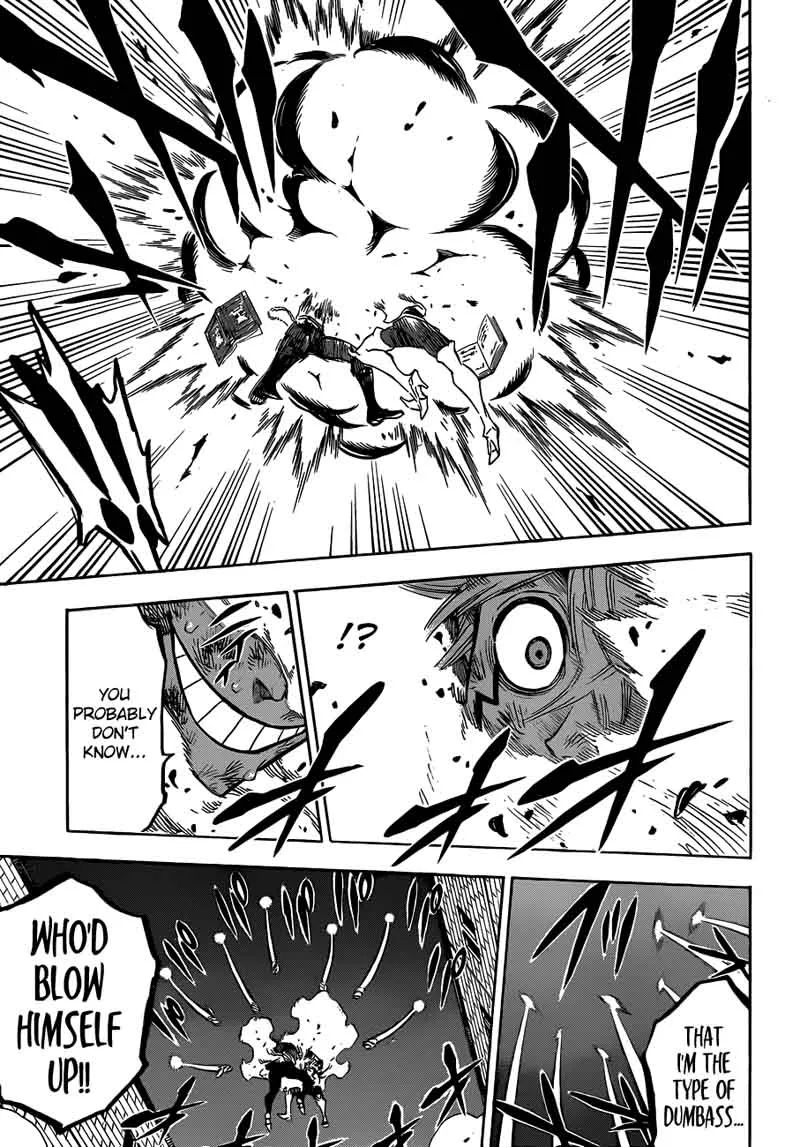 !?
YOU
PROBABLY
DON'T
KNOW...
THAT
I'M THE
TYPE OF
DUMBASS...
WHO'D
BLOW
HIMSELF
UP!!